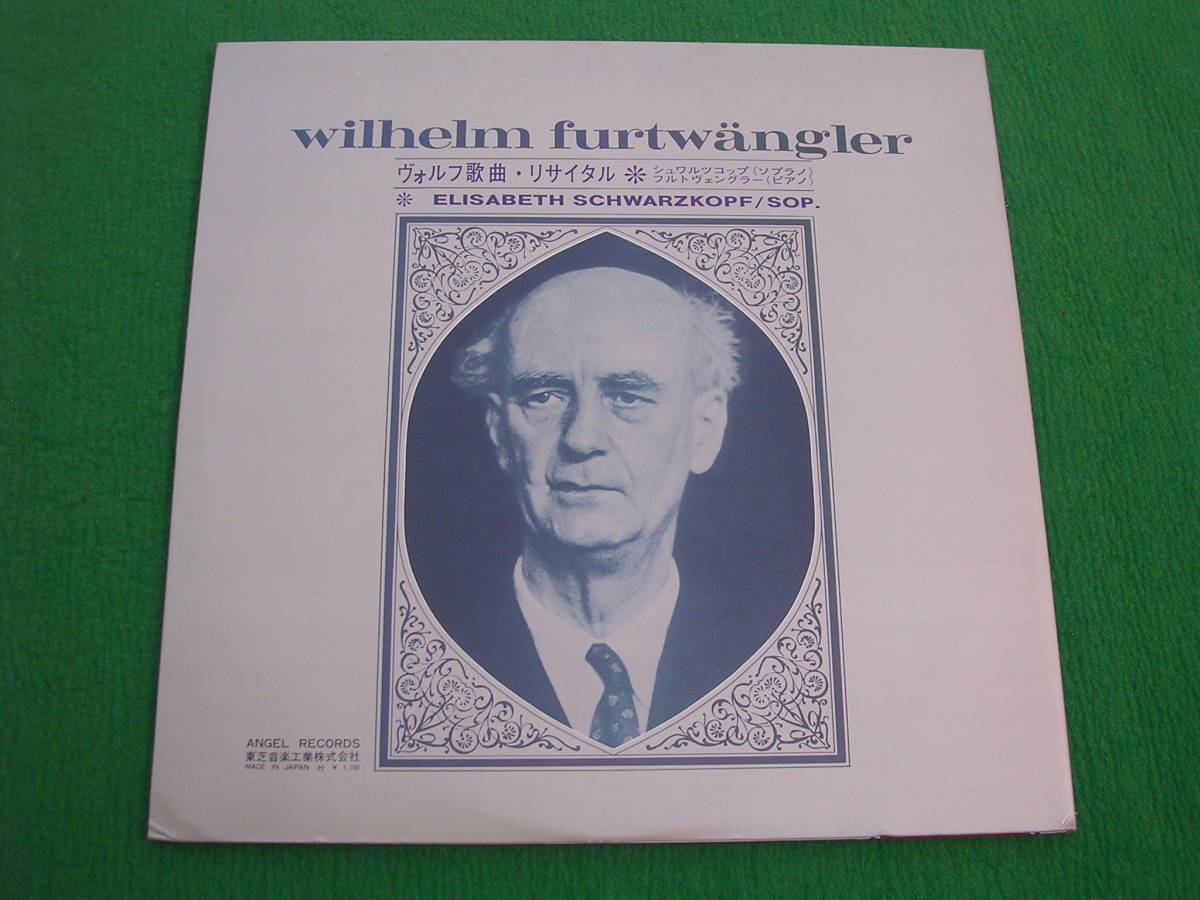 wilhelm furtwängler
ヴォルフ歌曲・リサイタル ※ シュワルツコップ(ソプラノ)
フルトヴェングラー(ピアノ)
※ ELISABETH SCHWARZKOPF/SOP.
ANGEL RECORDS
東芝音楽工業株式会社
MADE IN JAPAN H ¥ 1,700